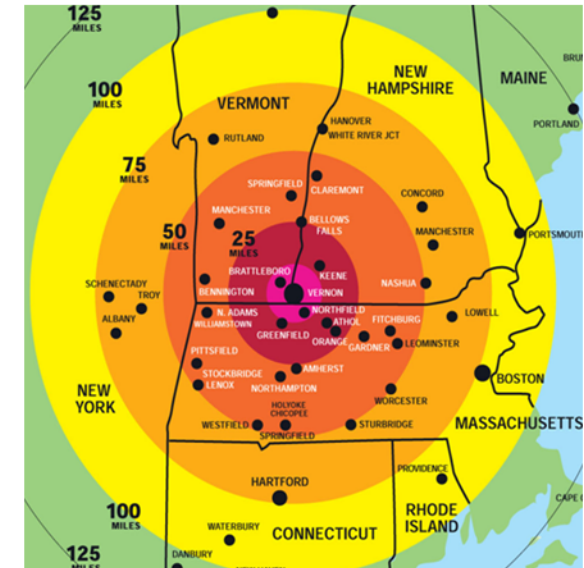 125
MILES
100
MILES
NEW
HAMPSHIRE
MAINE
VERMONT
PORTLAND
HANOVER
WHITE RIVER JCT
RUTLAND
75
MILES
SPRINGFIELD
CLAREMONT
CONCORD
MANCHESTER
BELLOWS
FALLS
MANCHESTER
50
MILES
25
MILES
PORTSMOUTH
BRATTLEBORO
KEENE
NASHUA
SCHENECTADY
TROY
BENNINGTON
VERNON
ALBANY
N. ADAMS
WILLIAMSTOWN
NORTHFIELD
ATHOL
FITCHBURG
LOWELL
GREENFIELD
ORANGE
GARDNER
LEOMINSTER
PITTSFIELD
STOCKBRIDGE
LENOX
AMHERST
NORTHAMPTON
BOSTON
NEW
YORK
WORCESTER
HOLYOKE
CHICOPEE
WESTFIELD
SPRINGFIELD
STURBRIDGE
MASSACHUSETTS
PROVIDENCE
HARTFORD
CAPE
100
MILES
RHODE
ISLAND
WATERBURY
CONNECTICUT
125
MILES
DANBURY